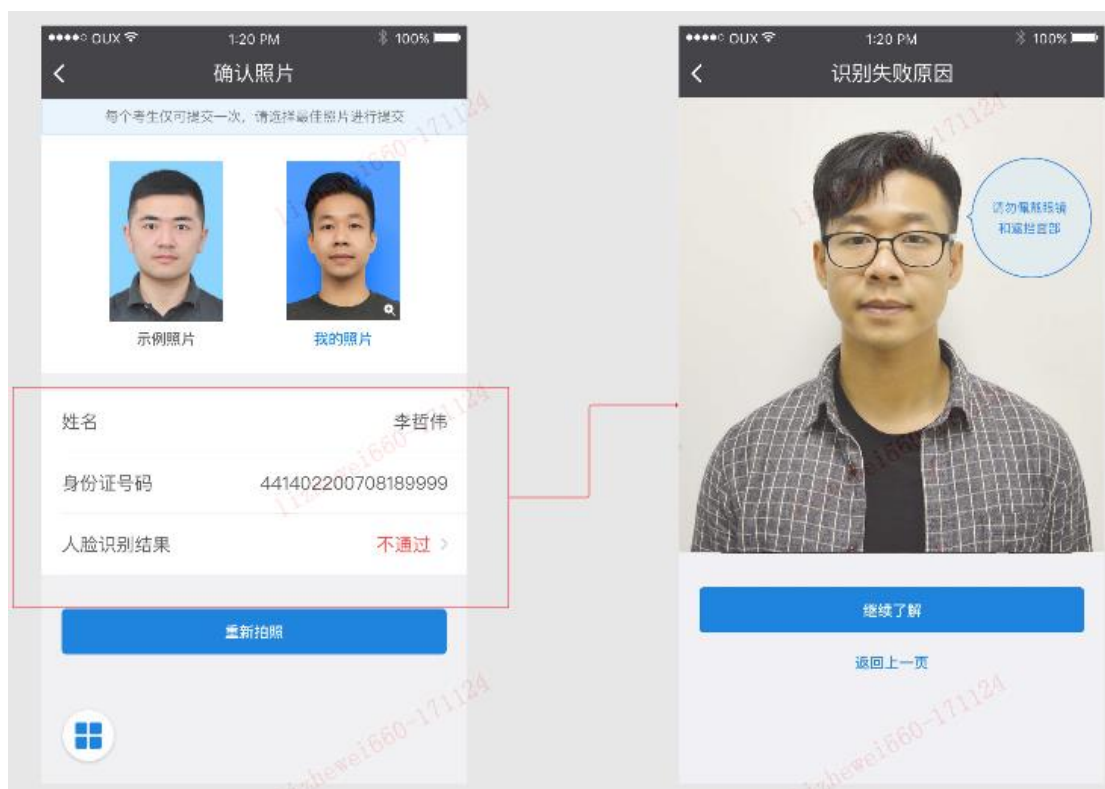 OUX 1:20 PM 100%
确认照片
每个考生仅可提交一次，请选择最佳照片进行提交
示例照片
我的照片
姓名 李哲伟
身份证号码 441402200708189999
人脸识别结果 不通过
重新拍照
OUX 1:20 PM 100%
识别失败原因
请勿佩戴眼镜
和遮挡面部
继续了解
返回上一页